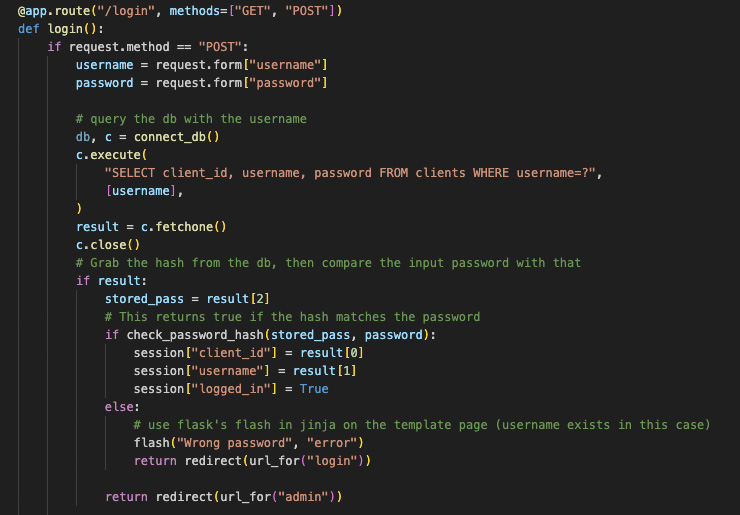 @app.route("/login", methods=["GET", "POST"])
def login():
    if request.method == "POST":
        username = request.form["username"]
        password = request.form["password"]

        # query the db with the username
        db, c = connect_db()
        c.execute(
            "SELECT client_id, username, password FROM clients WHERE username=?",
            [username],
        )
        result = c.fetchone()
        c.close()
        # Grab the hash from the db, then compare the input password with that
        if result:
            stored_pass = result[2]
            # This returns true if the hash matches the password
            if check_password_hash(stored_pass, password):
                session["client_id"] = result[0]
                session["username"] = result[1]
                session["logged_in"] = True
            else:
                # use flask's flash in jinja on the template page (username exists in this case)
                flash("Wrong password", "error")
                return redirect(url_for("login"))

            return redirect(url_for("admin"))